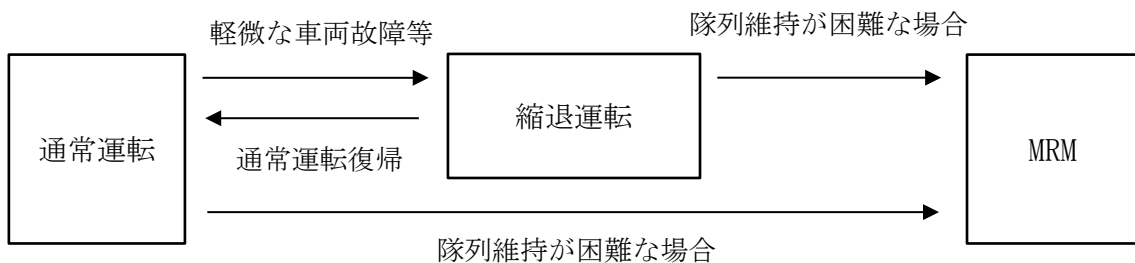 軽微な車両故障等
隊列維持が困難な場合
通常運転
縮退運転
MRM
通常運転復帰
隊列維持が困難な場合